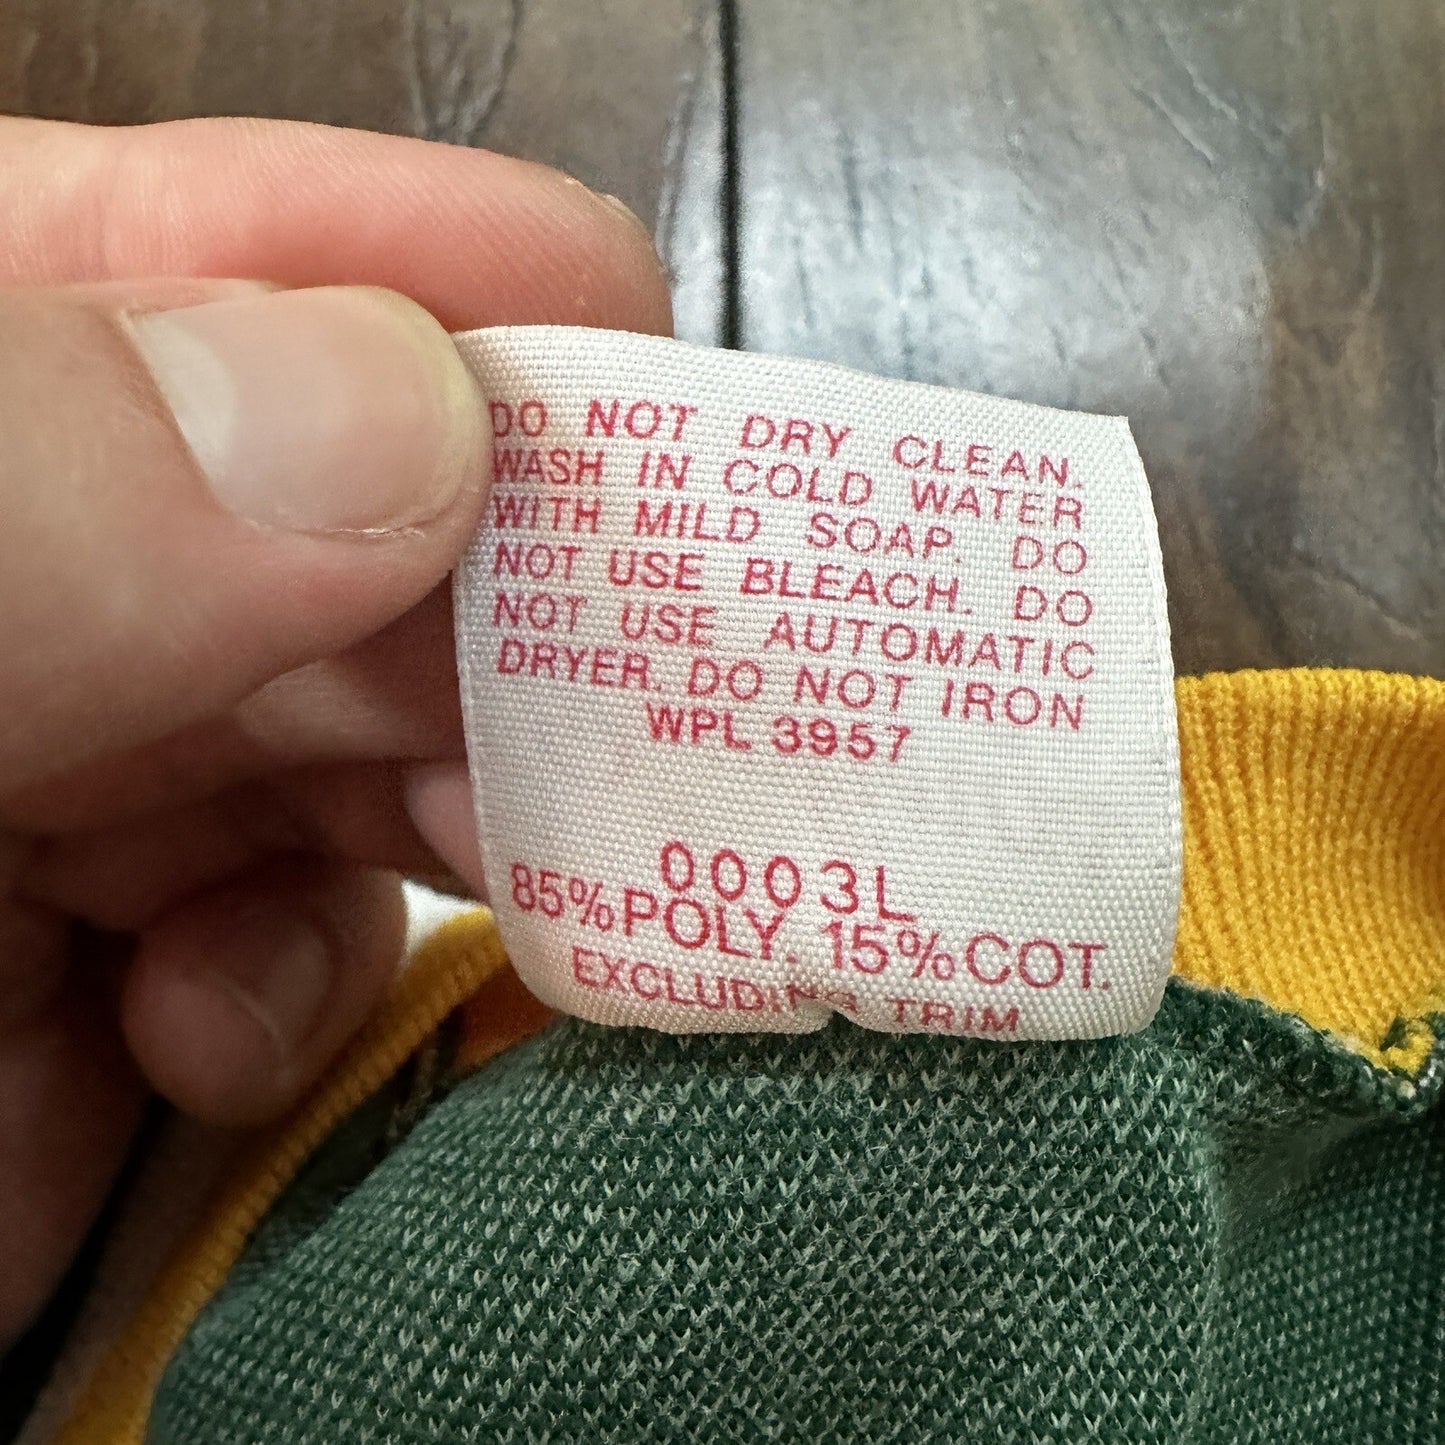 DO NOT DRY CLEAN.
WASH IN COLD WATER
WITH MILD SOAP. DO
NOT USE BLEACH. DO
NOT USE AUTOMATIC
DRYER. DO NOT IRON
WPL 3957
0003L
85% POLY. 15% COT.
EXCLUDING TRIM